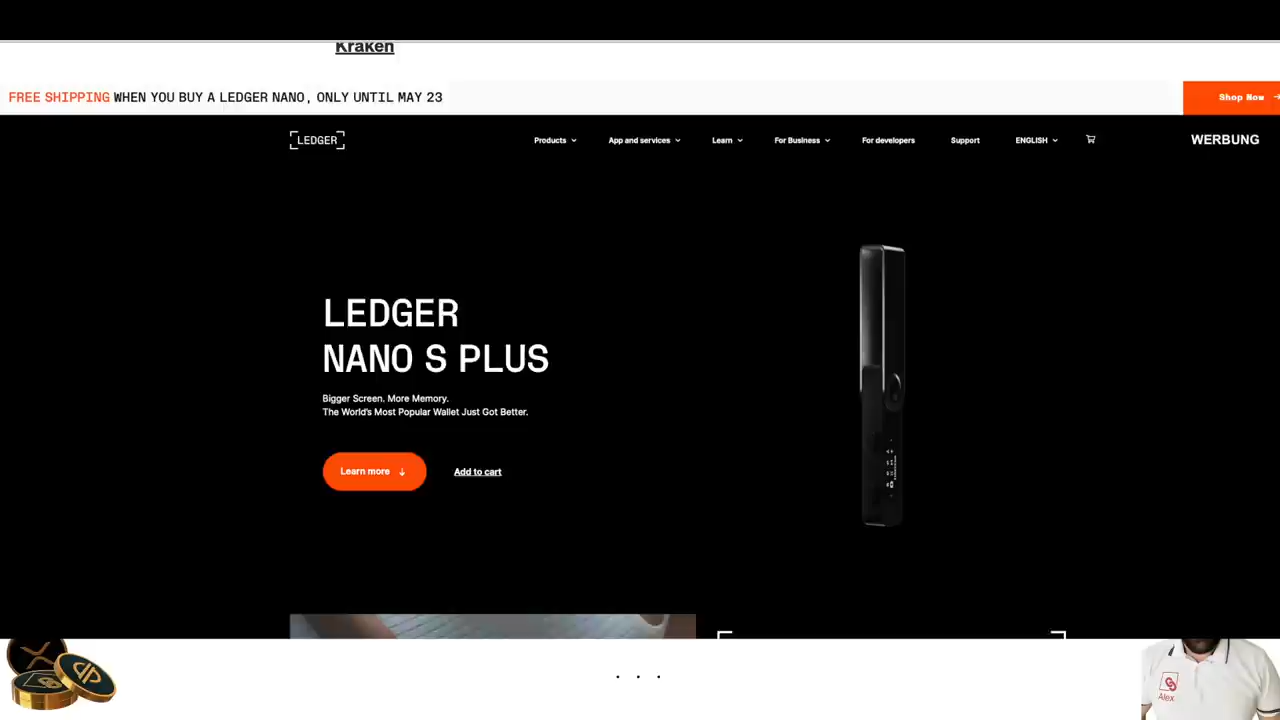 Kraken
FREE SHIPPING WHEN YOU BUY A LEDGER NANO, ONLY UNTIL MAY 23
Shop Now
LEDGER
Products
App and services
Learn
For Business
For developers
Support
ENGLISH
WERBUNG
LEDGER
NANO S PLUS
Bigger Screen. More Memory.
The World's Most Popular Wallet Just Got Better.
Learn more
Add to cart
Alex